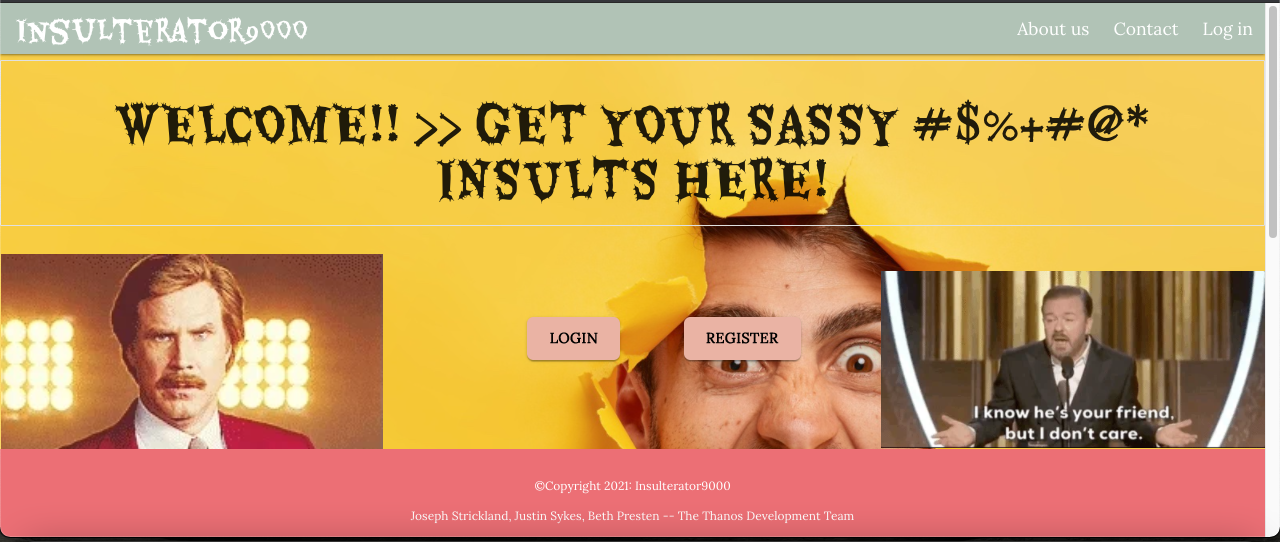 INSULTERATOR9000
About us Contact Log in
WELCOME!! >> GET YOUR SASSY #$%+#@*
INSULTS HERE!
LOGIN REGISTER
I know he's your friend,
but I don't care.
©Copyright 2021: Insulterator9000
Joseph Strickland, Justin Sykes, Beth Presten -- The Thanos Development Team